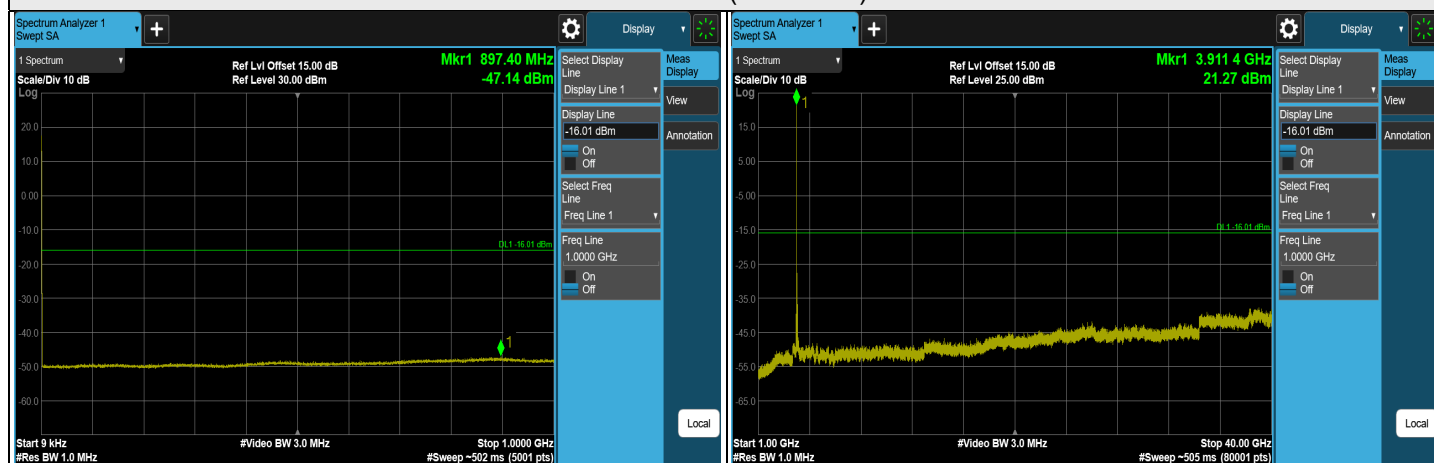 Spectrum Analyzer 1
Swept SA
Display
1 Spectrum
Scale/Div 10 dB
Log
Ref Lvl Offset 15.00 dB
Ref Level 30.00 dBm
Mkr1 897.40 MHz
-47.14 dBm
20.0
10.0
0.00
-10.0
-20.0
-30.0
-40.0
-50.0
-60.0
DL1 -16.01 dBm
1
Start 9 kHz
#Res BW 1.0 MHz
#Video BW 3.0 MHz
Stop 1.0000 GHz
#Sweep ~502 ms (5001 pts)
Select Display
Line
Display Line 1
Display Line
-16.01 dBm
On
Off
Select Freq
Line
Freq Line 1
Freq Line
1.0000 GHz
On
Off
Meas
Display
View
Annotation
Local
Spectrum Analyzer 1
Swept SA
Display
1 Spectrum
Scale/Div 10 dB
Log
Ref Lvl Offset 15.00 dB
Ref Level 25.00 dBm
Mkr1 3.911 4 GHz
21.27 dBm
1
15.0
5.00
-5.00
-15.0
-25.0
-35.0
-45.0
-55.0
-65.0
DL1 -16.01 dBm
Start 1.00 GHz
#Res BW 1.0 MHz
#Video BW 3.0 MHz
Stop 40.00 GHz
#Sweep ~505 ms (80001 pts)
Select Display
Line
Display Line 1
Display Line
-16.01 dBm
On
Off
Select Freq
Line
Freq Line 1
Freq Line
1.0000 GHz
On
Off
Meas
Display
View
Annotation
Local